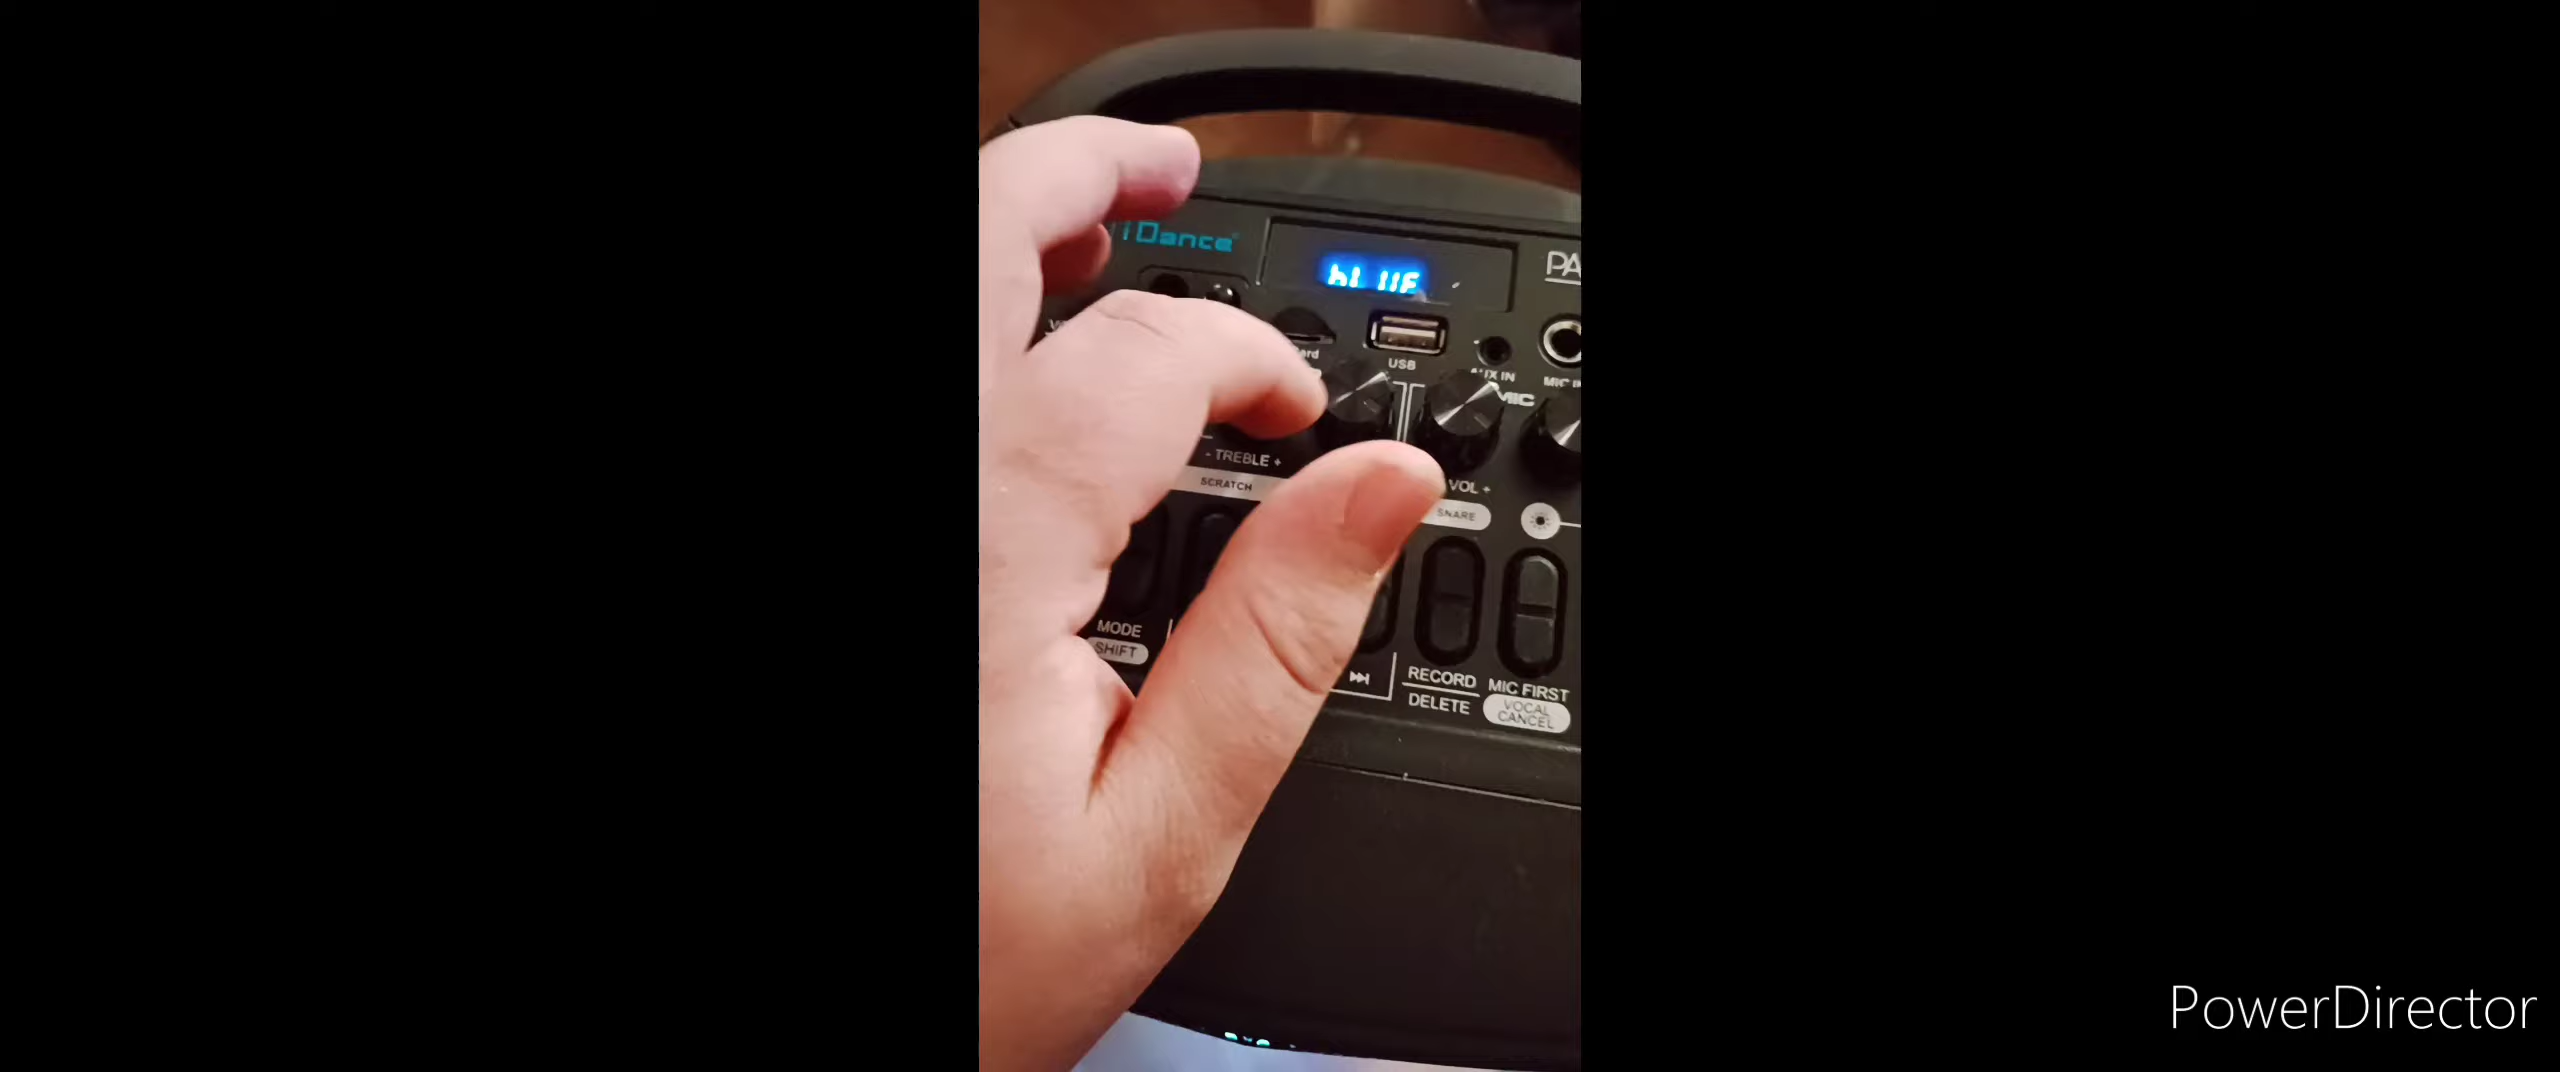 Dance
bLUE
PA
USB
AUX IN
MIC
- TREBLE +
VOL +
SCRATCH
SNARE
MODE
SHIFT
⏭
RECORD
DELETE
MIC FIRST
VOCAL
CANCEL
PowerDirector